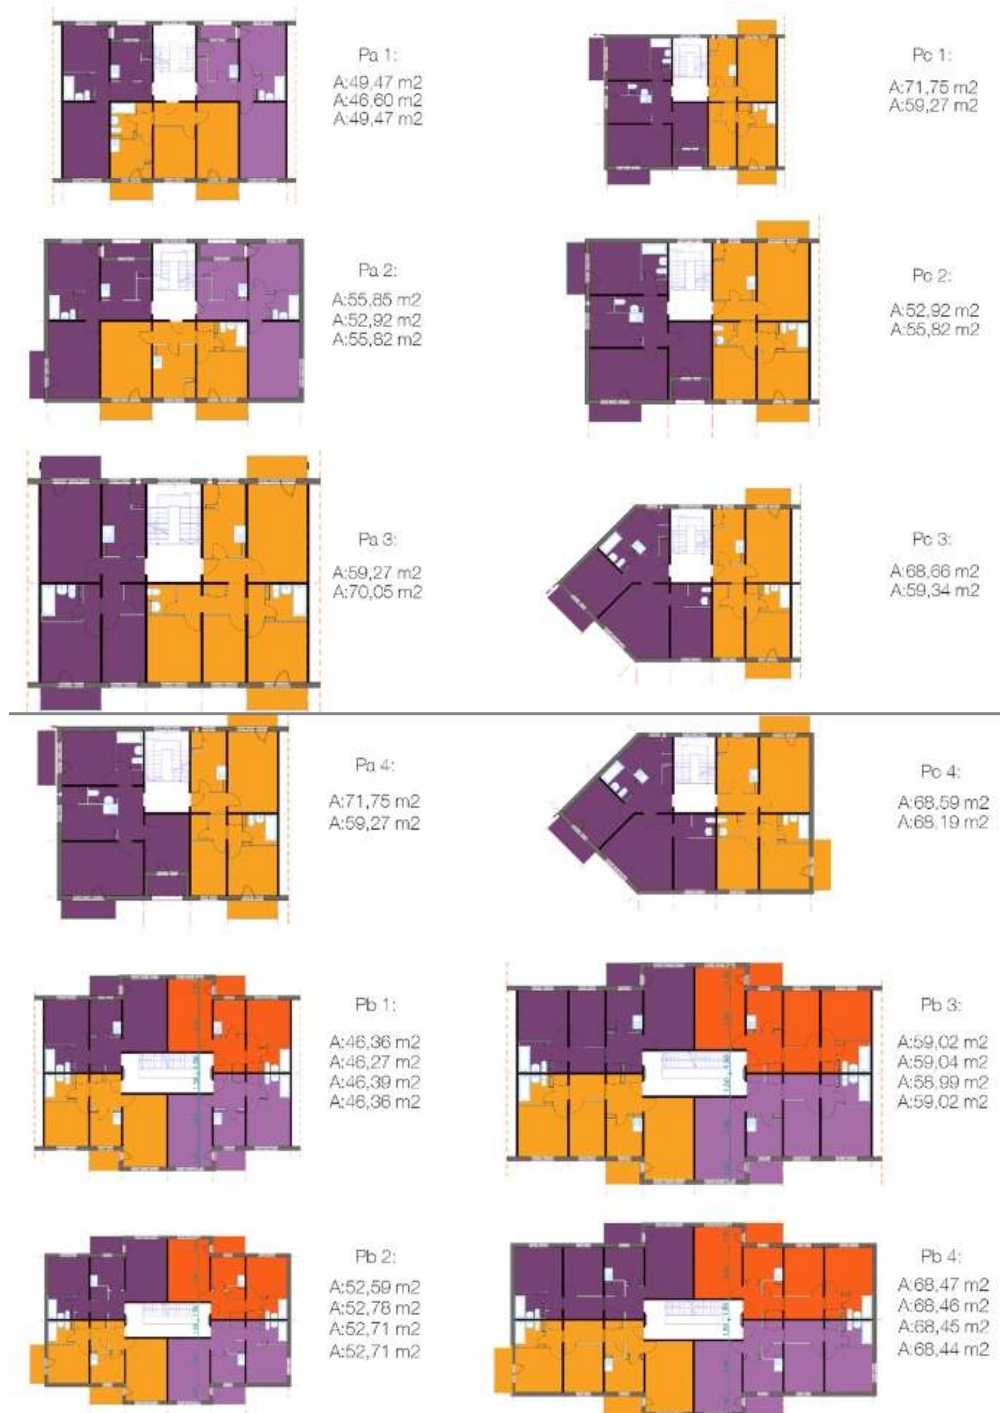 Pa 1:
A:49,47 m2
A:46,60 m2
A:49,47 m2
Pc 1:
A:71,75 m2
A:59,27 m2
Pa 2:
A:55,85 m2
A:52,92 m2
A:55,82 m2
Pc 2:
A:52,92 m2
A:55,82 m2
Pa 3:
A:59,27 m2
A:70,05 m2
Pc 3:
A:68,66 m2
A:59,34 m2
Pa 4:
A:71,75 m2
A:59,27 m2
Pc 4:
A:68,59 m2
A:68,19 m2
Pb 1:
A:46,36 m2
A:46,27 m2
A:46,39 m2
A:46,36 m2
Pb 3:
A:59,02 m2
A:59,04 m2
A:58,99 m2
A:59,02 m2
Pb 2:
A:52,59 m2
A:52,78 m2
A:52,71 m2
A:52,71 m2
Pb 4:
A:68,47 m2
A:68,46 m2
A:68,45 m2
A:68,44 m2